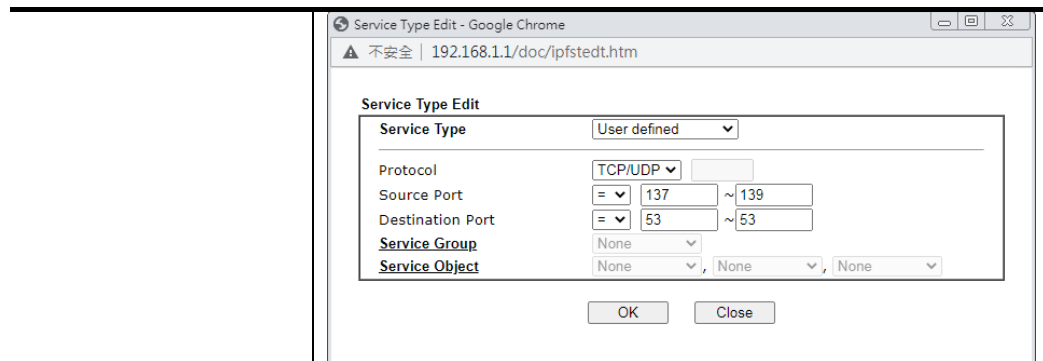 Service Type Edit - Google Chrome
不安全 | 192.168.1.1/doc/ipfstedt.htm
Service Type Edit
Service Type User defined
Protocol TCP/UDP
Source Port = 137 ~ 139
Destination Port = 53 ~ 53
Service Group None
Service Object None , None , None
OK Close